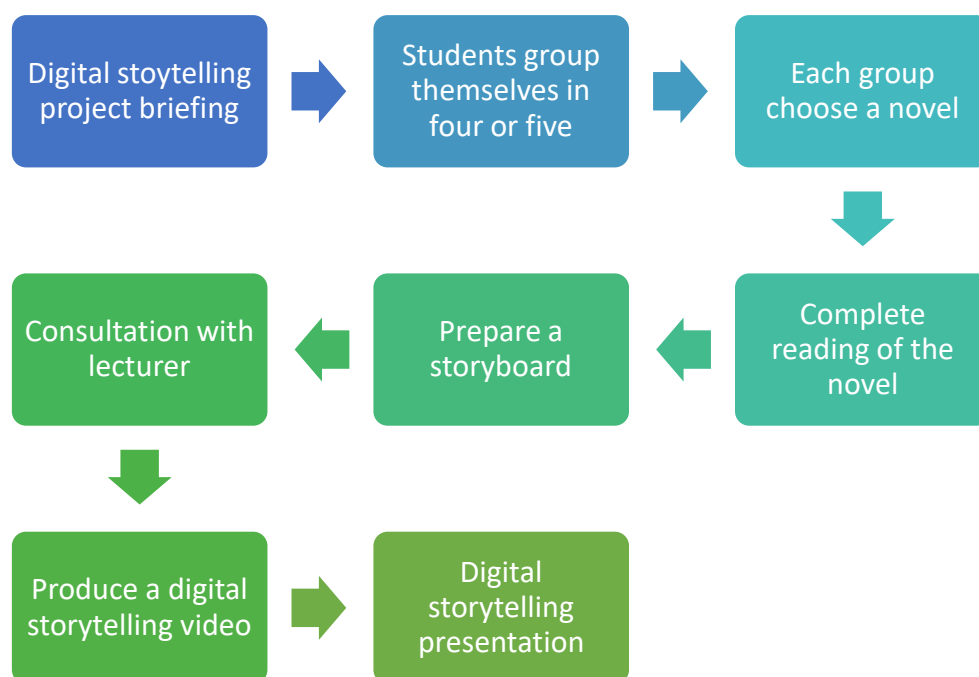 Digital stoytelling
project briefing
Students group
themselves in
four or five
Each group
choose a novel
Complete
reading of the
novel
Prepare a
storyboard
Consultation with
lecturer
Produce a digital
storytelling video
Digital
storytelling
presentation